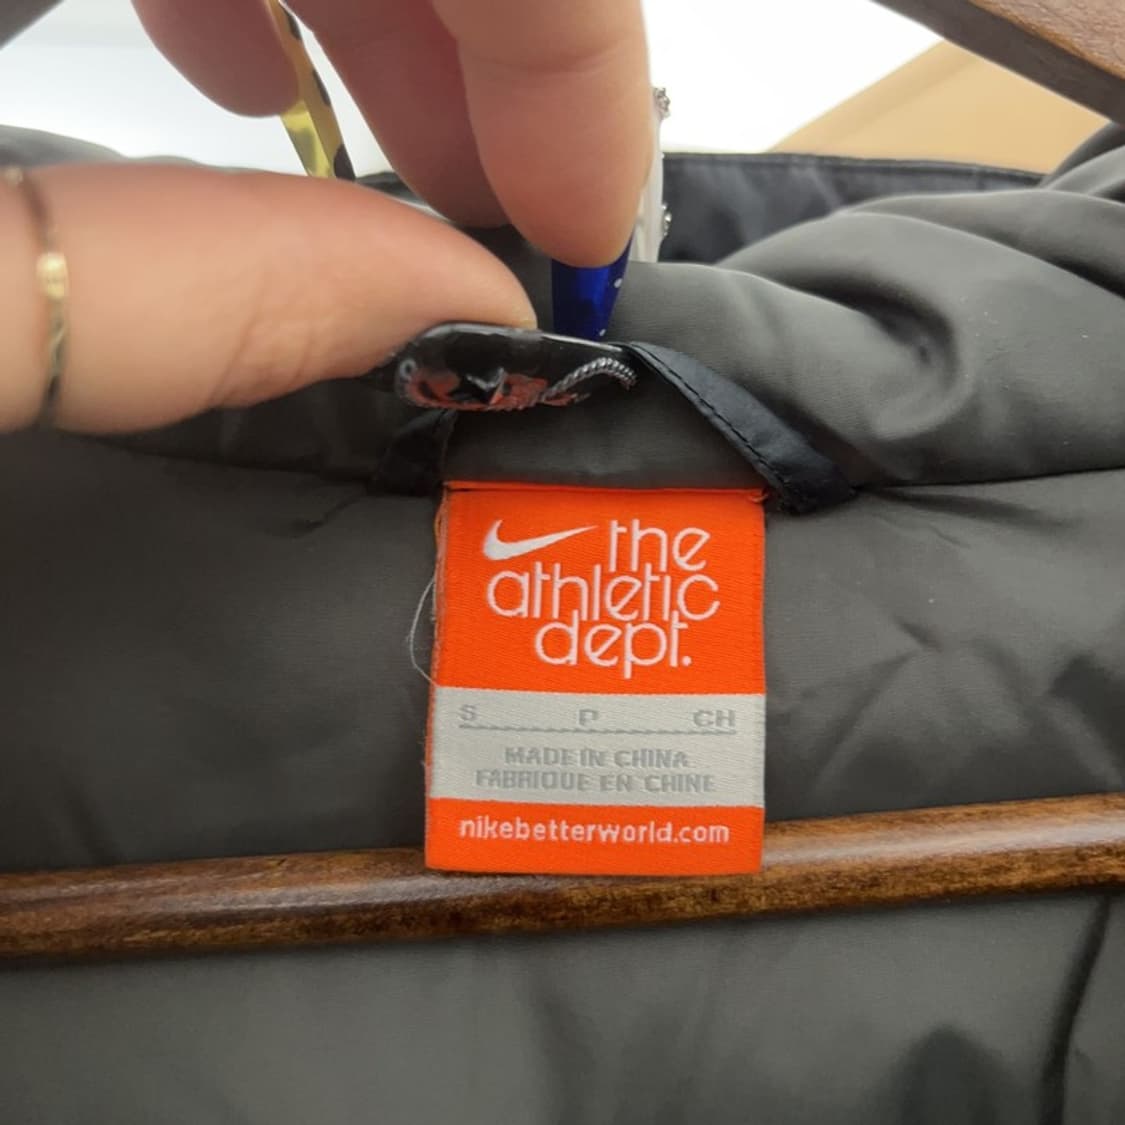 the
athletic
dept.
S P CH
MADE IN CHINA
FABRIQUE EN CHINE
nikebetterworld.com